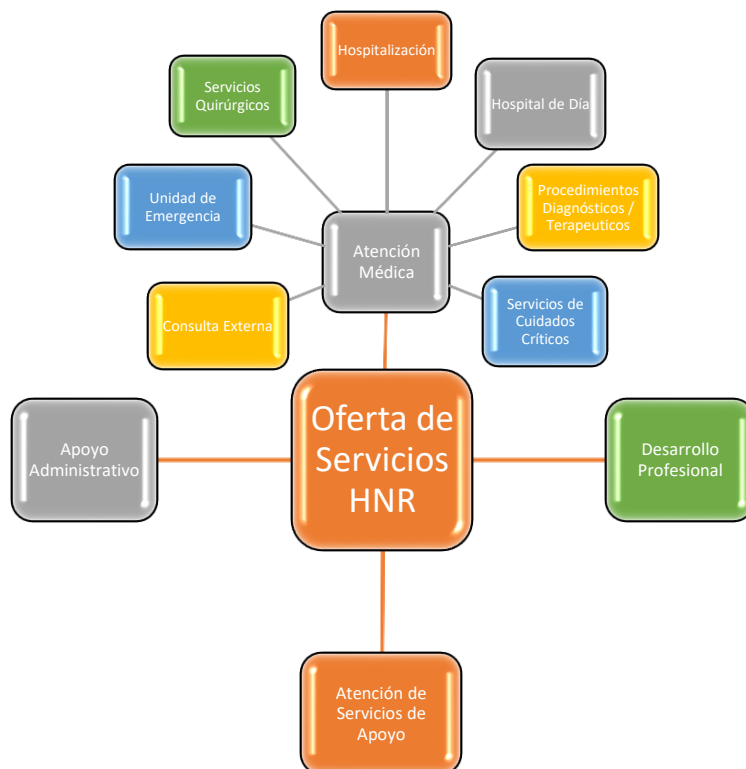 Hospitalización
Servicios
Quirúrgicos
Hospital de Día
Unidad de
Emergencia
Procedimientos
Diagnósticos /
Terapeuticos
Atención
Médica
Consulta Externa
Servicios de
Cuidados
Críticos
Oferta de
Servicios
HNR
Apoyo
Administrativo
Desarrollo
Profesional
Atención de
Servicios de
Apoyo